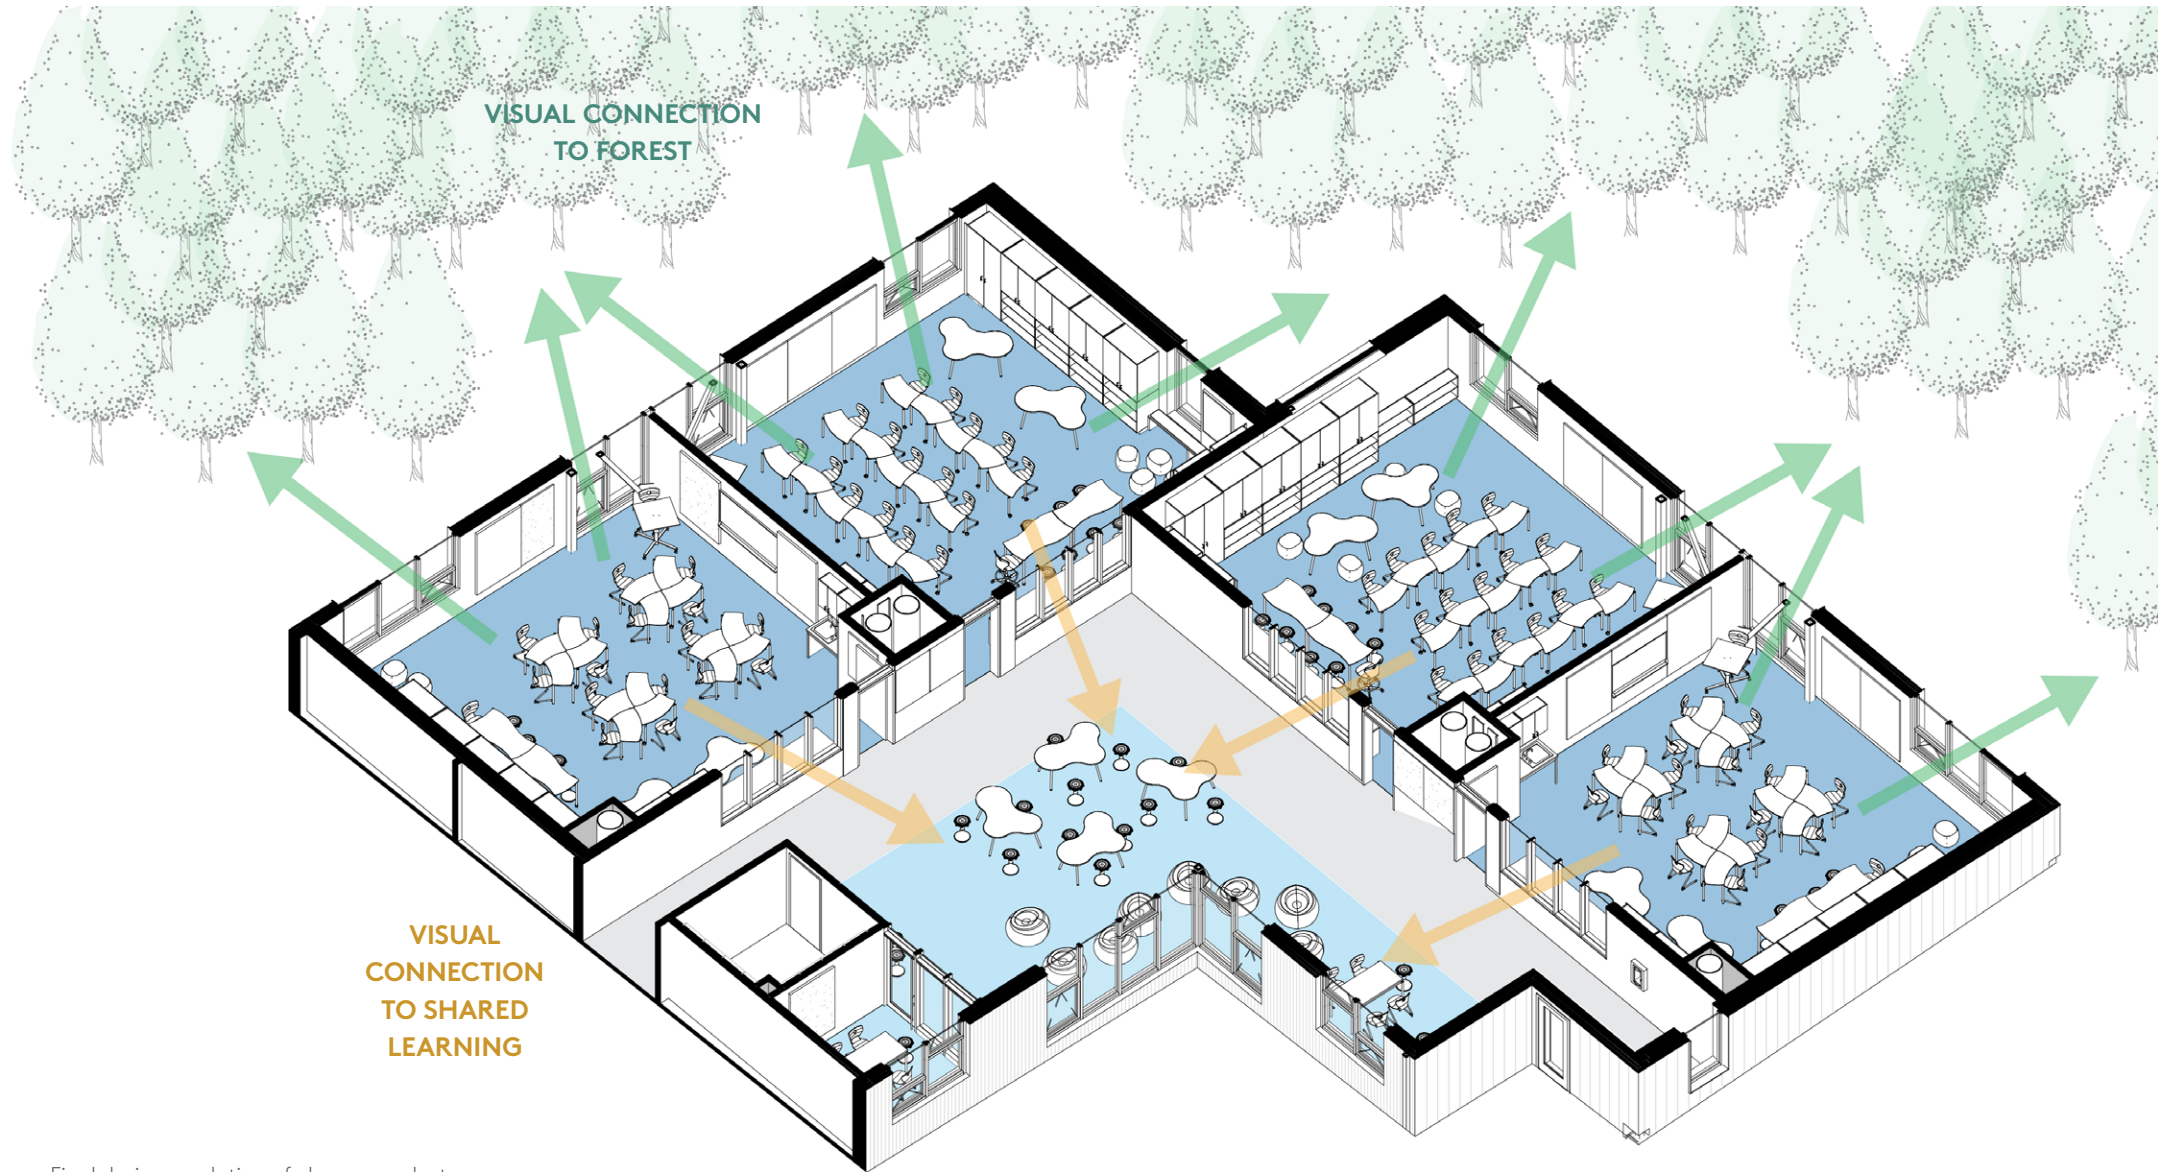 VISUAL CONNECTION
TO FOREST
VISUAL
CONNECTION
TO SHARED
LEARNING